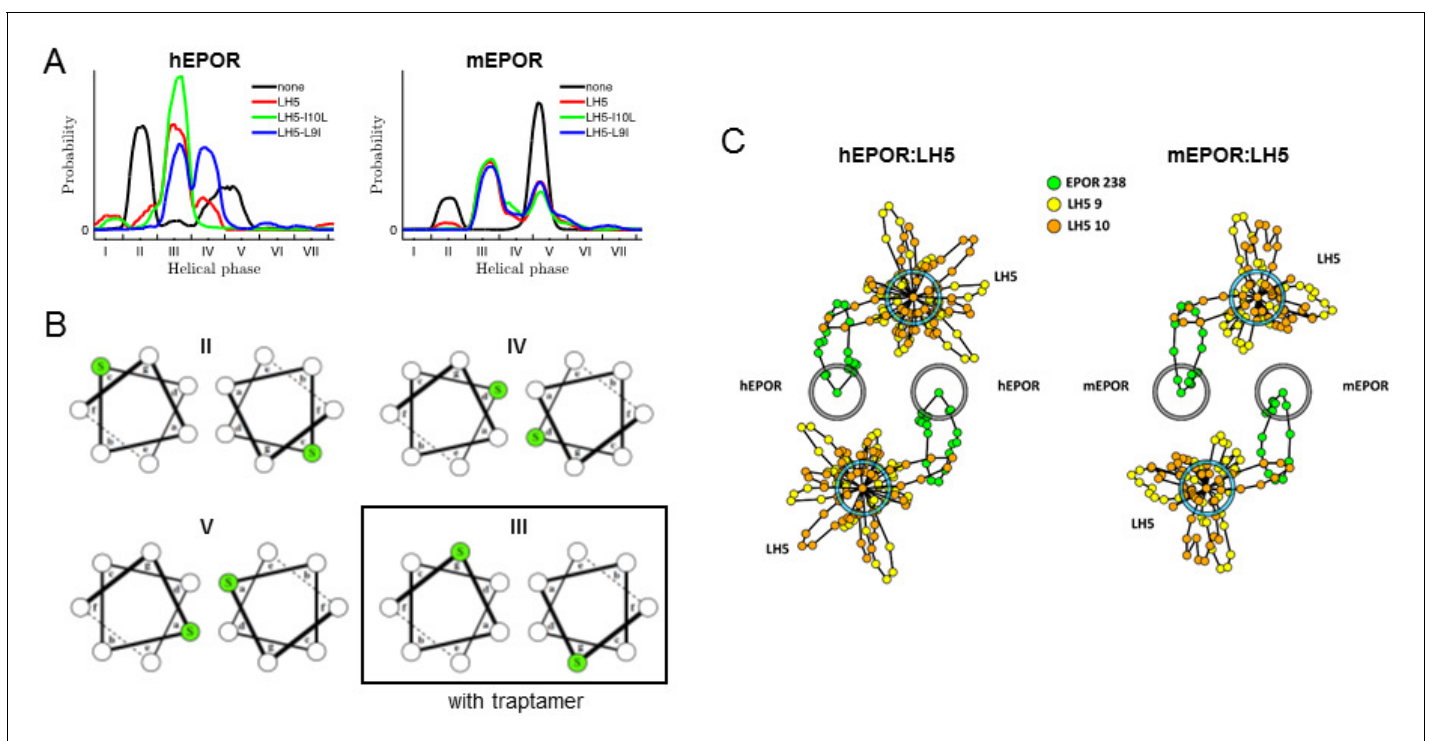 A
hEPOR
mEPOR
none
LH5
LH5-I10L
LH5-L9I
none
LH5
LH5-I10L
LH5-L9I
Probability
Probability
0
0
I II III IV V VI VII
I II III IV V VI VII
Helical phase
Helical phase
B
II
IV
S
S
S
S
V
III
S
S
S
S
with traptamer
C
hEPOR:LH5
mEPOR:LH5
EPOR 238
LH5 9
LH5 10
LH5
LH5
hEPOR
hEPOR
mEPOR
mEPOR
LH5
LH5